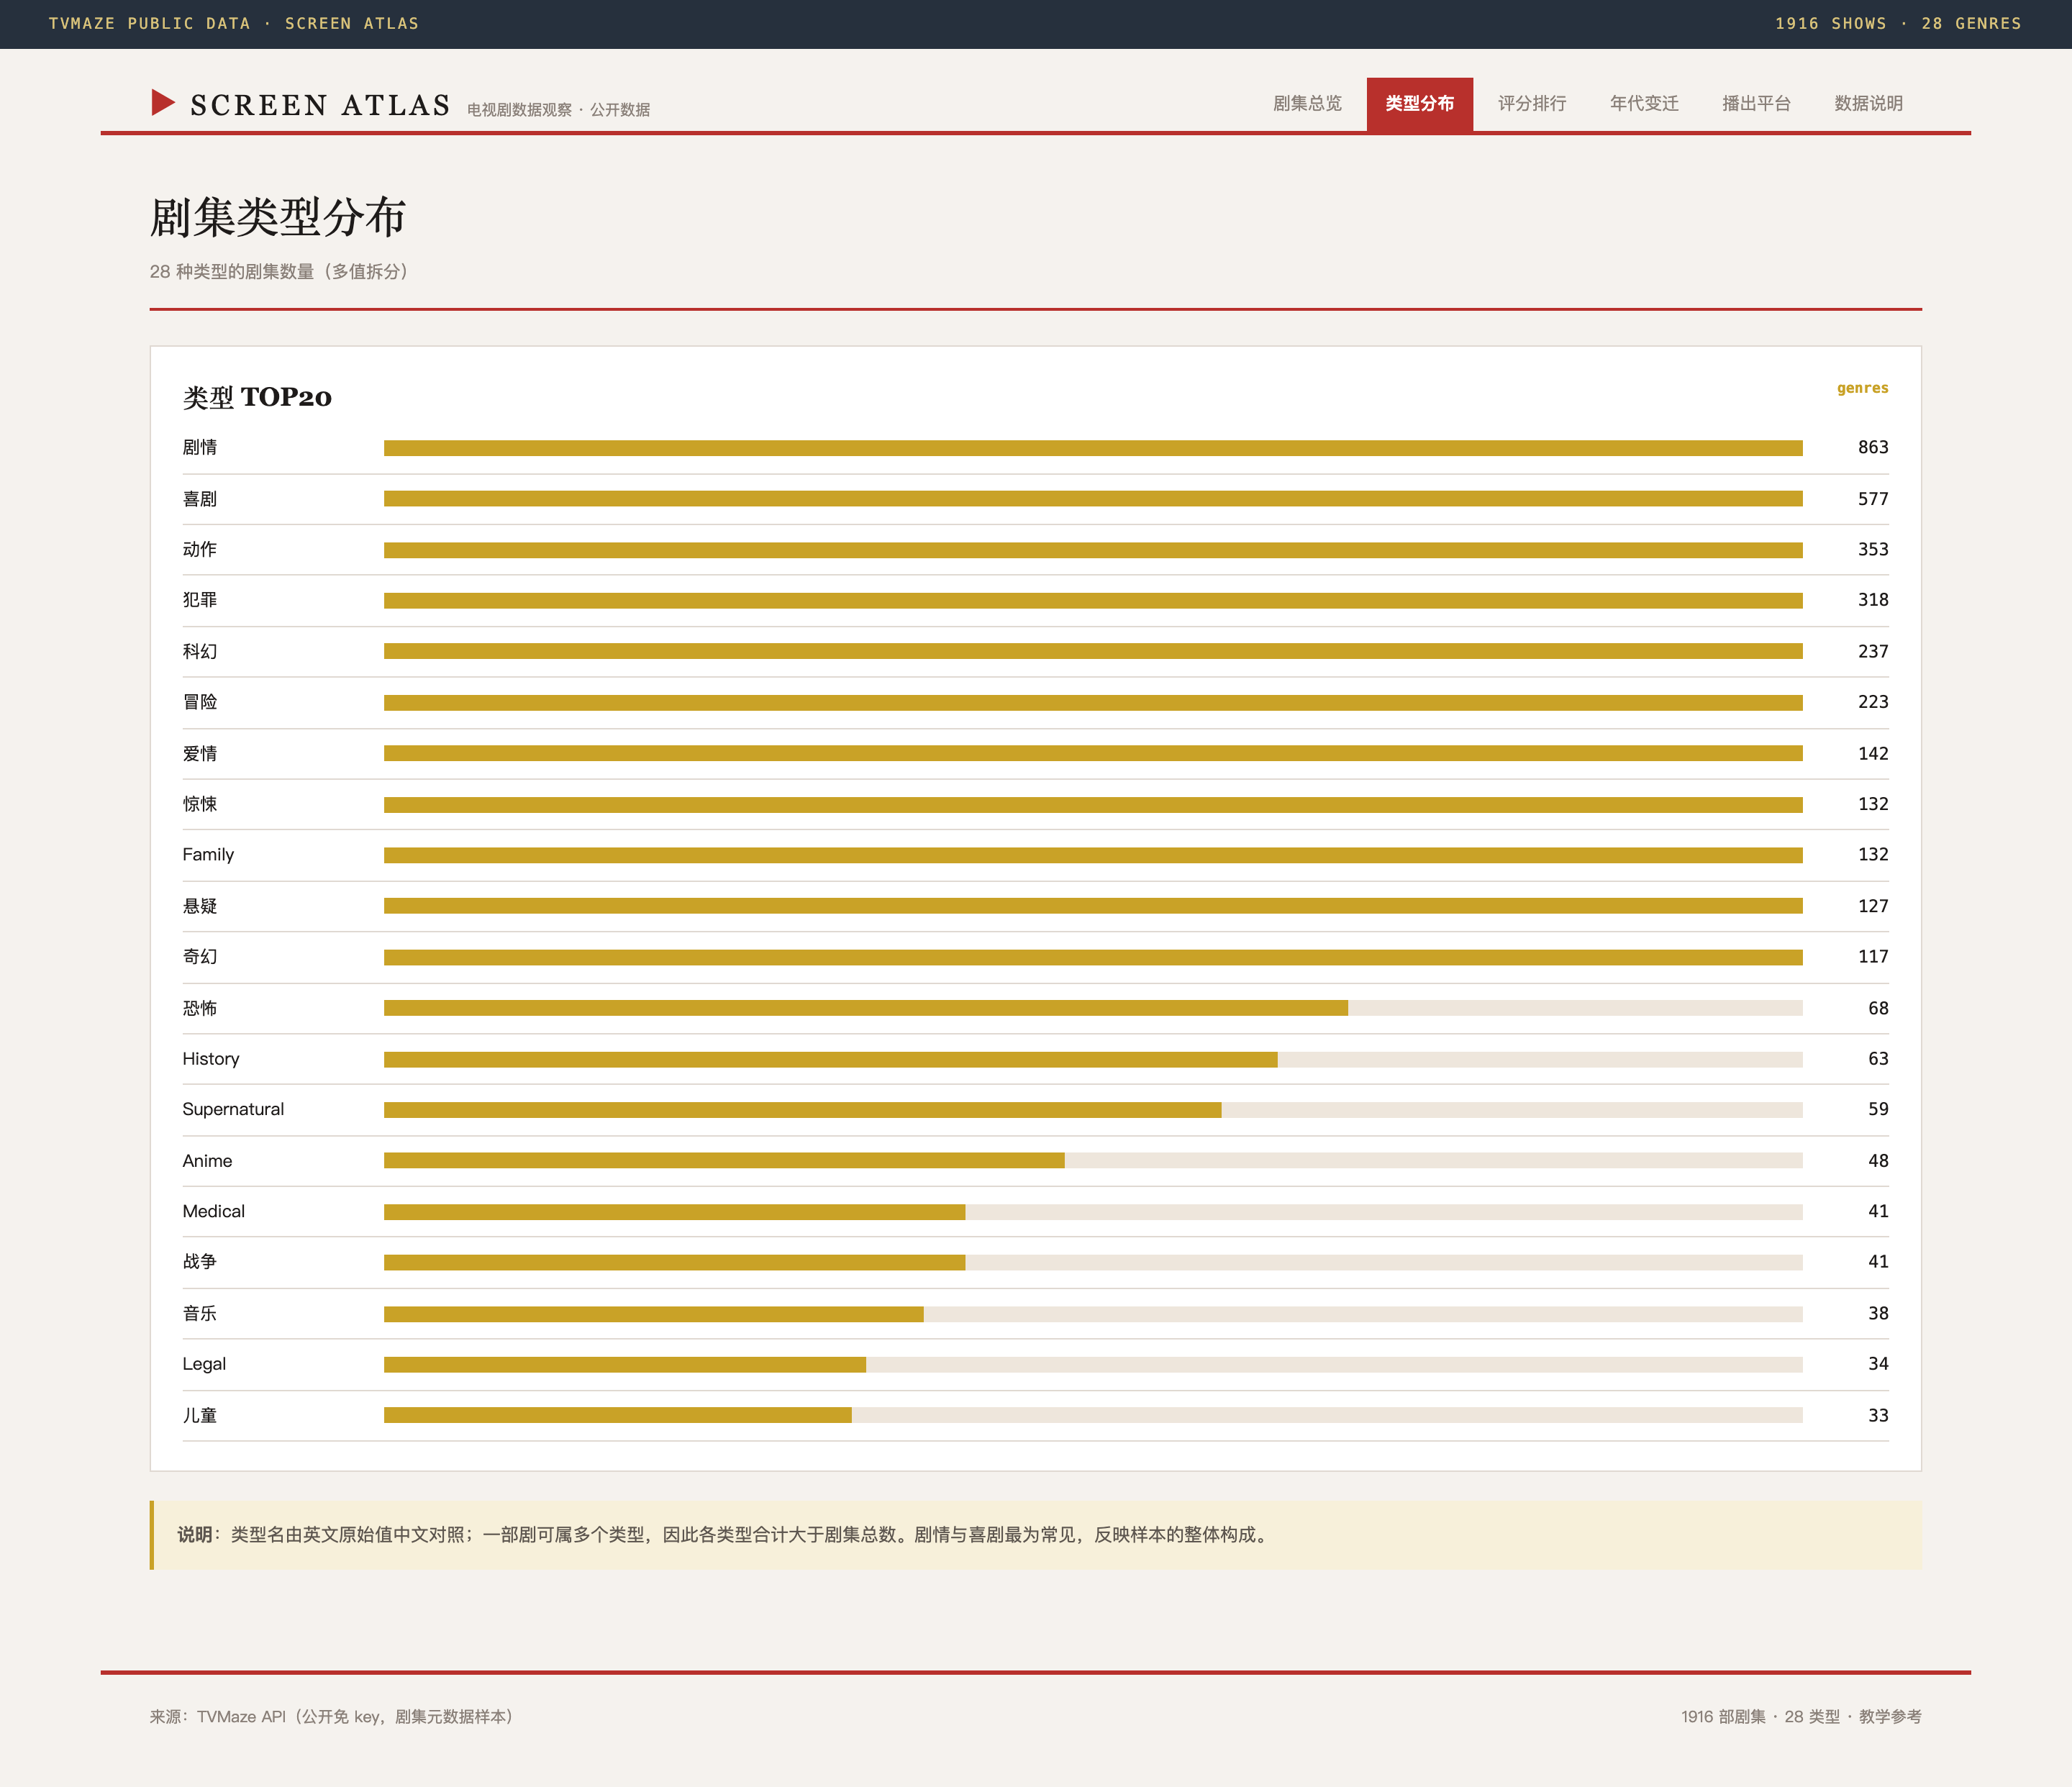 TVMAZE PUBLIC DATA · SCREEN ATLAS
1916 SHOWS · 28 GENRES
SCREEN ATLAS 电视剧数据观察 · 公开数据
剧集总览 类型分布 评分排行 年代变迁 播出平台 数据说明
剧集类型分布
28 种类型的剧集数量（多值拆分）
类型 TOP20
genres
剧情 863
喜剧 577
动作 353
犯罪 318
科幻 237
冒险 223
爱情 142
惊悚 132
Family 132
悬疑 127
奇幻 117
恐怖 68
History 63
Supernatural 59
Anime 48
Medical 41
战争 41
音乐 38
Legal 34
儿童 33
说明：类型名由英文原始值中文对照；一部剧可属多个类型，因此各类型合计大于剧集总数。剧情与喜剧最为常见，反映样本的整体构成。
来源：TVMaze API（公开免 key，剧集元数据样本）
1916 部剧集 · 28 类型 · 教学参考